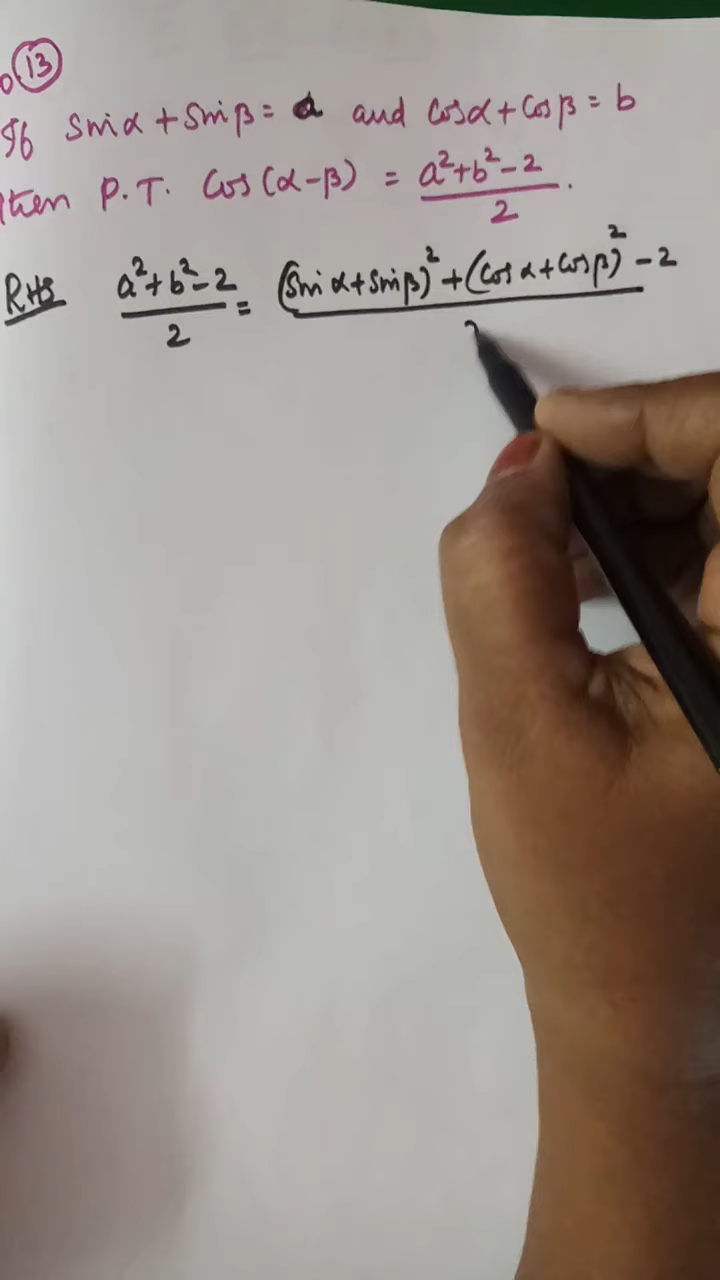 13
If Sinα + Sinβ = a and Cosα + Cosβ = b
then P.T. Cos(α-β) = a²+b²-2 / 2 .
RHS a²+b²-2 / 2 = (Sinα+Sinβ)² + (Cosα+Cosβ)² - 2 /